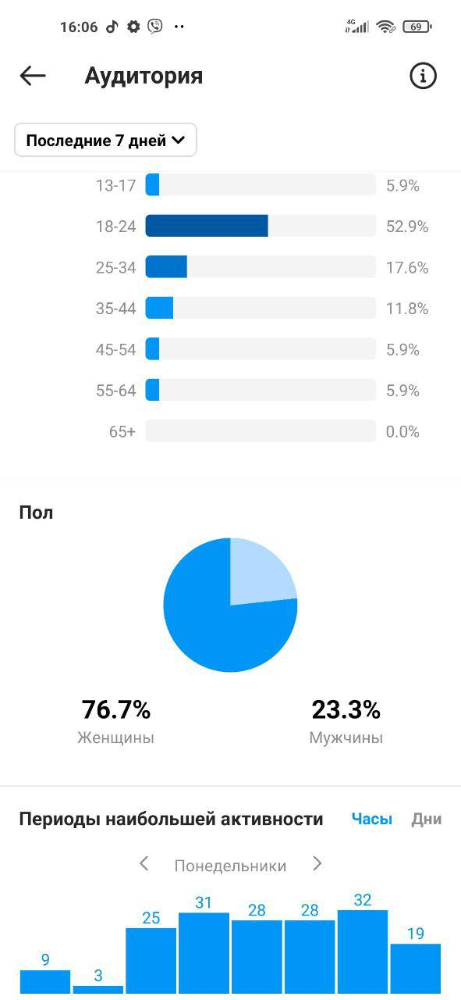 16:06 4G 69
Аудитория
Последние 7 дней
13-17 5.9%
18-24 52.9%
25-34 17.6%
35-44 11.8%
45-54 5.9%
55-64 5.9%
65+ 0.0%
Пол
76.7% 23.3%
Женщины Мужчины
Периоды наибольшей активности Часы Дни
Понедельники
9 3 25 31 28 28 32 19